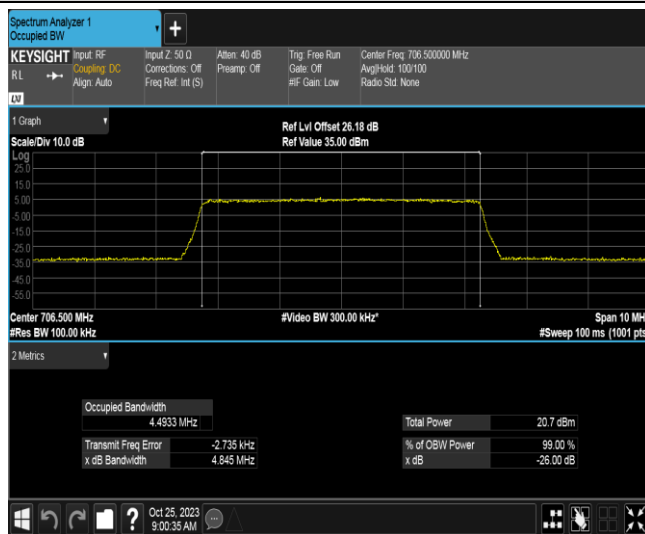 Spectrum Analyzer 1
Occupied BW
KEYSIGHT
RL
LXI
Input: RF
Coupling: DC
Align: Auto
Input Z: 50 Ω
Corrections: Off
Freq Ref: Int (S)
Atten: 40 dB
Preamp: Off
Trig: Free Run
Gate: Off
#IF Gain: Low
Center Freq: 706.500000 MHz
Avg|Hold: 100/100
Radio Std: None
1 Graph
Scale/Div 10.0 dB
Ref Lvl Offset 26.18 dB
Ref Value 35.00 dBm
Log
25.0
15.0
5.00
-5.00
-15.0
-25.0
-35.0
-45.0
-55.0
Center 706.500 MHz
#Res BW 100.00 kHz
#Video BW 300.00 kHz*
Span 10 MH
#Sweep 100 ms (1001 pts
2 Metrics
Occupied Bandwidth
4.4933 MHz
Total Power 20.7 dBm
Transmit Freq Error -2.735 kHz
% of OBW Power 99.00 %
x dB Bandwidth 4.845 MHz
x dB -26.00 dB
?
Oct 25, 2023
9:00:35 AM